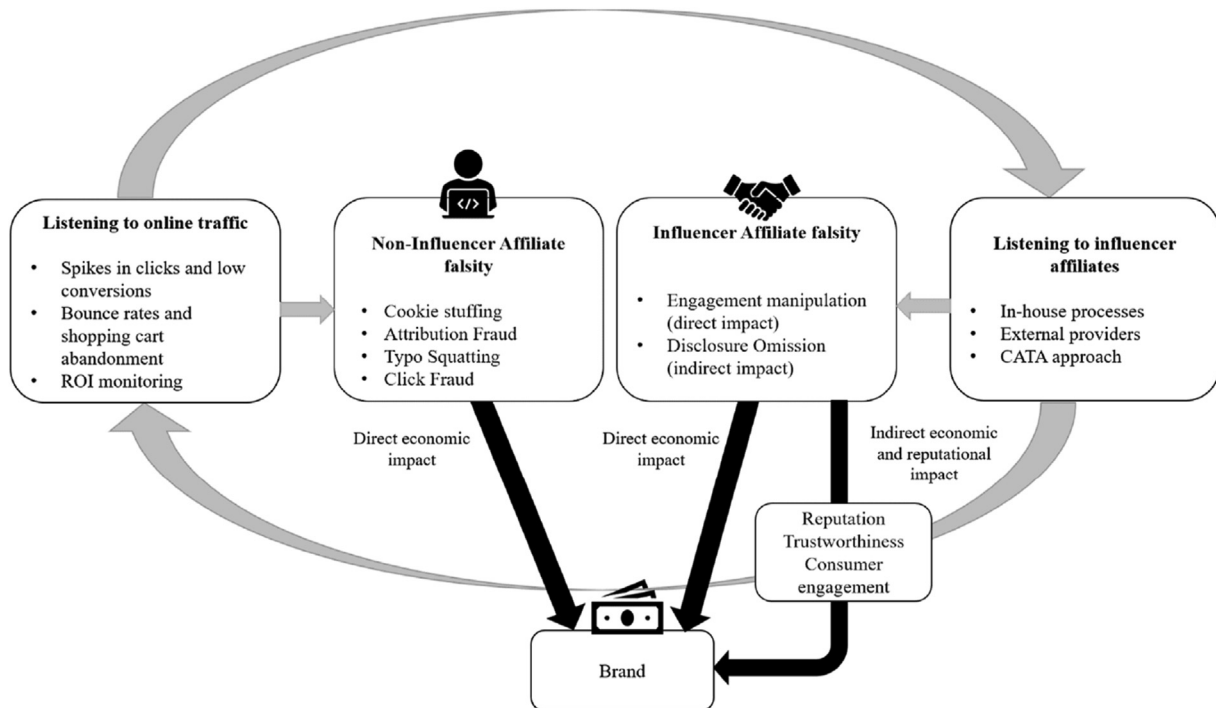 Listening to online traffic
• Spikes in clicks and low
conversions
• Bounce rates and
shopping cart
abandonment
• ROI monitoring
</>
Non-Influencer Affiliate
falsity
• Cookie stuffing
• Attribution Fraud
• Typo Squatting
• Click Fraud
Influencer Affiliate falsity
• Engagement manipulation
(direct impact)
• Disclosure Omission
(indirect impact)
Listening to influencer
affiliates
• In-house processes
• External providers
• CATA approach
Direct economic
impact
Direct economic
impact
Indirect economic
and reputational
impact
Reputation
Trustworthiness
Consumer
engagement
Brand